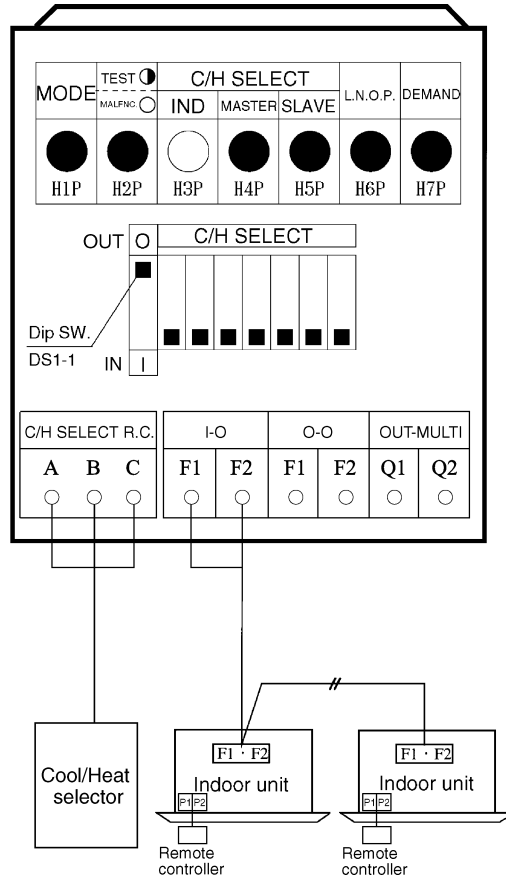 MODE TEST MALFNC. C/H SELECT IND MASTER SLAVE L.N.O.P. DEMAND
H1P H2P H3P H4P H5P H6P H7P
OUT O C/H SELECT
Dip SW.
DS1-1 IN I
C/H SELECT R.C. I-O O-O OUT-MULTI
A B C F1 F2 F1 F2 Q1 Q2
F1 · F2 F1 · F2
Cool/Heat
selector
Indoor unit Indoor unit
P1 P2 P1 P2
Remote
controller
Remote
controller